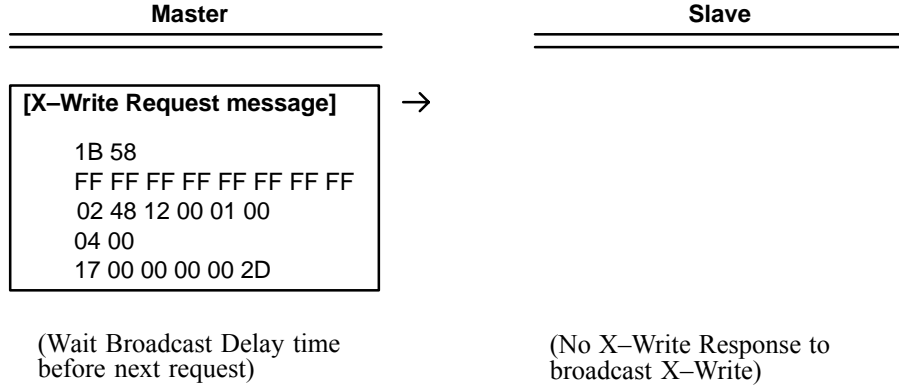 Master
Slave
[X–Write Request message]
→
1B 58
FF FF FF FF FF FF FF FF
02 48 12 00 01 00
04 00
17 00 00 00 00 2D
(Wait Broadcast Delay time
before next request)
(No X–Write Response to
broadcast X–Write)